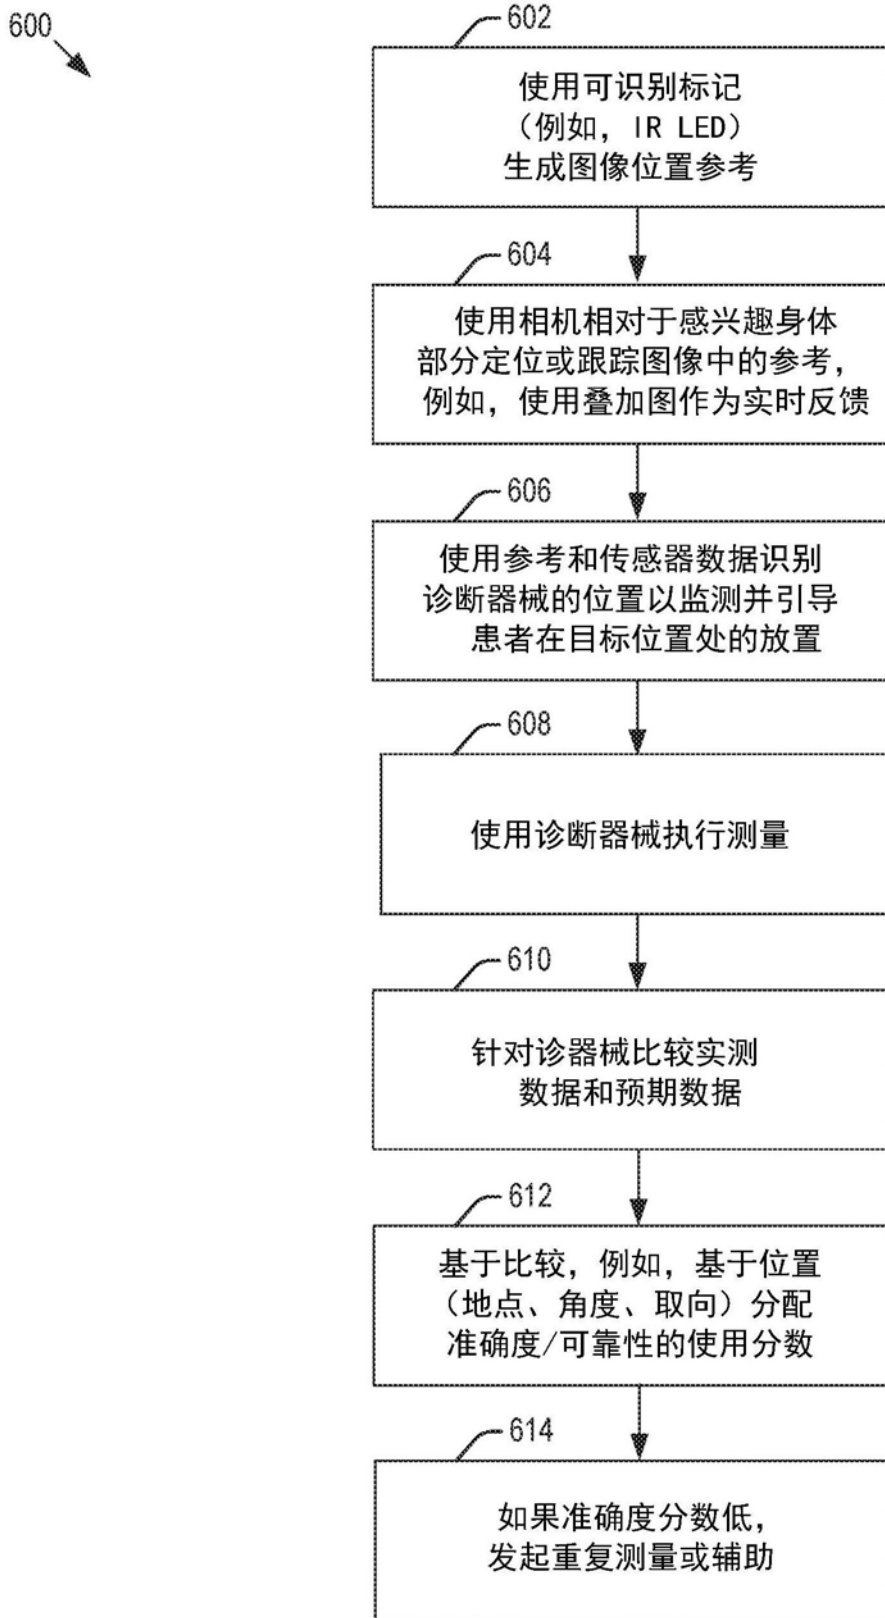 600
602
使用可识别标记
（例如，IR LED）
生成图像位置参考
604
使用相机相对于感兴趣身体
部分定位或跟踪图像中的参考，
例如，使用叠加图作为实时反馈
606
使用参考和传感器数据识别
诊断器械的位置以监测并引导
患者在目标位置处的放置
608
使用诊断器械执行测量
610
针对诊器械比较实测
数据和预期数据
612
基于比较，例如，基于位置
（地点、角度、取向）分配
准确度/可靠性的使用分数
614
如果准确度分数低，
发起重复测量或辅助